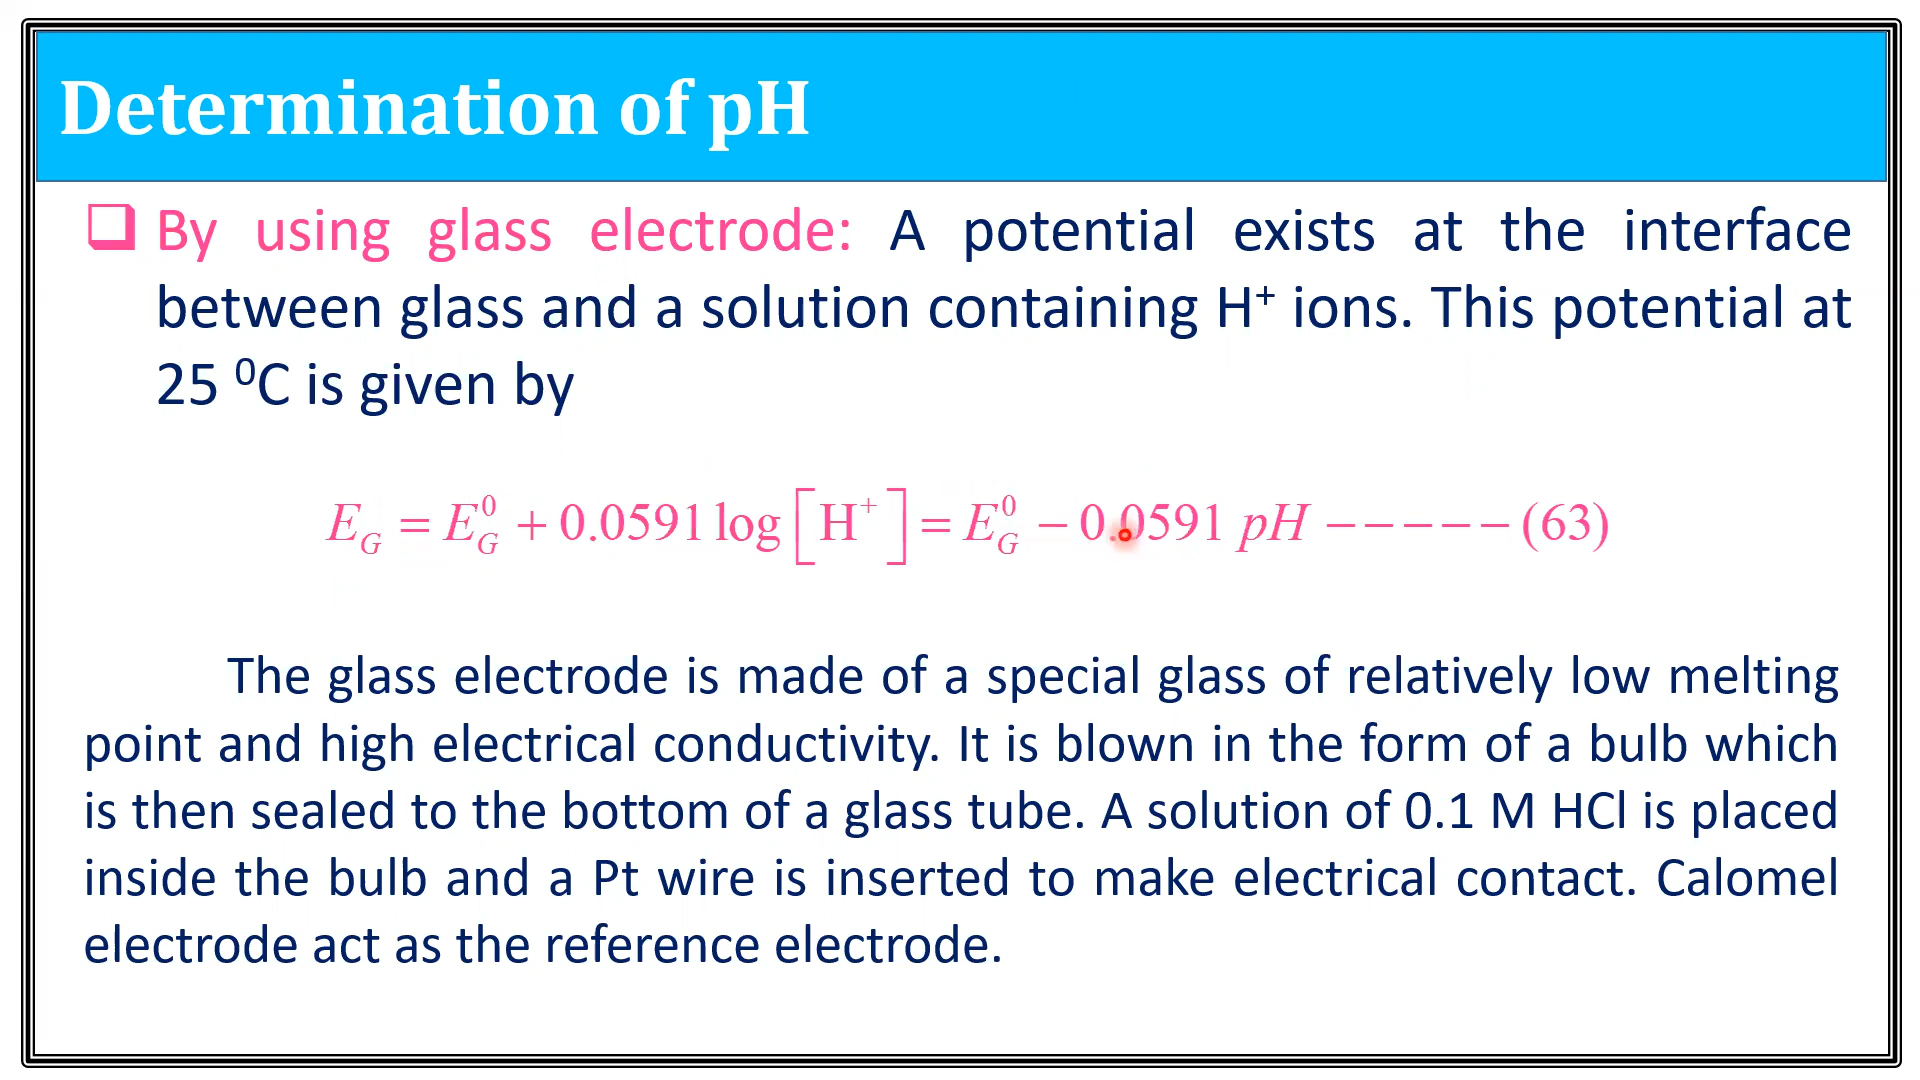 Determination of pH
❑ By using glass electrode: A potential exists at the interface
between glass and a solution containing H⁺ ions. This potential at
25 ⁰C is given by
E_G = E_G^0 + 0.0591 log [H⁺] = E_G^0 − 0.0591 pH − − − − − (63)
The glass electrode is made of a special glass of relatively low melting
point and high electrical conductivity. It is blown in the form of a bulb which
is then sealed to the bottom of a glass tube. A solution of 0.1 M HCl is placed
inside the bulb and a Pt wire is inserted to make electrical contact. Calomel
electrode act as the reference electrode.